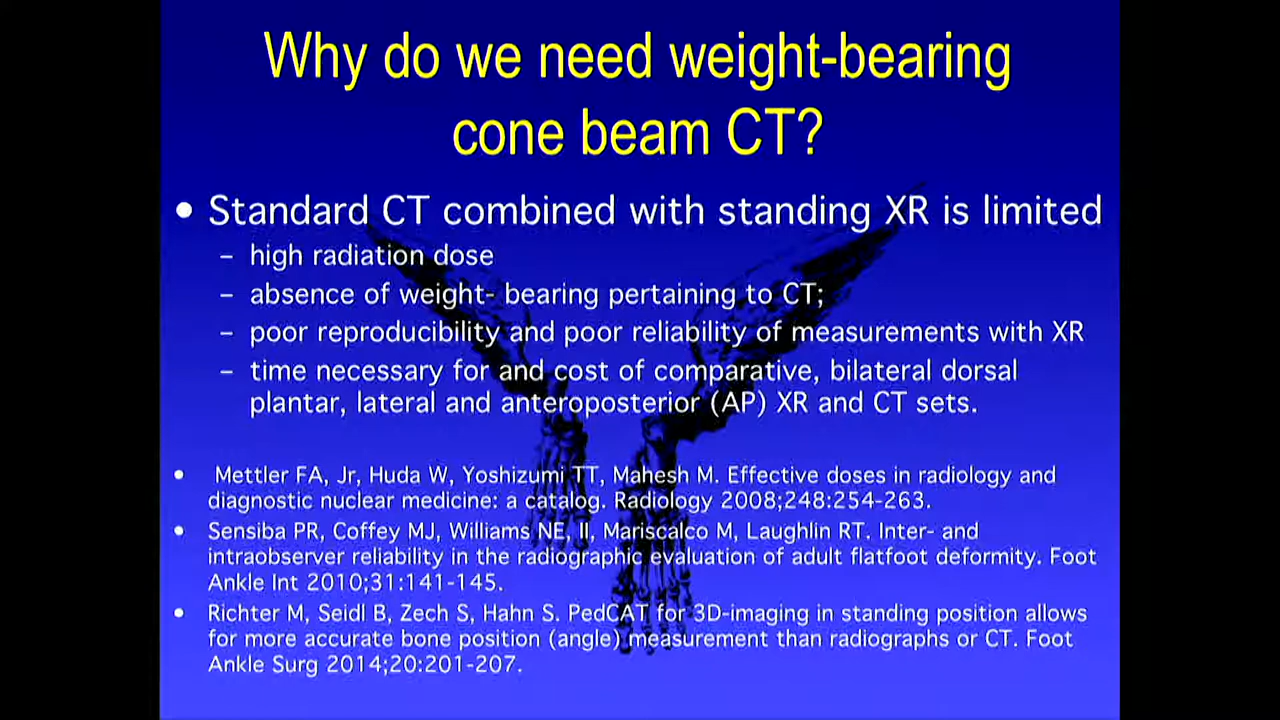 Why do we need weight-bearing
cone beam CT?
• Standard CT combined with standing XR is limited
– high radiation dose
– absence of weight- bearing pertaining to CT;
– poor reproducibility and poor reliability of measurements with XR
– time necessary for and cost of comparative, bilateral dorsal
plantar, lateral and anteroposterior (AP) XR and CT sets.
• Mettler FA, Jr, Huda W, Yoshizumi TT, Mahesh M. Effective doses in radiology and
diagnostic nuclear medicine: a catalog. Radiology 2008;248:254-263.
• Sensiba PR, Coffey MJ, Williams NE, II, Mariscalco M, Laughlin RT. Inter- and
intraobserver reliability in the radiographic evaluation of adult flatfoot deformity. Foot
Ankle Int 2010;31:141-145.
• Richter M, Seidl B, Zech S, Hahn S. PedCAT for 3D-imaging in standing position allows
for more accurate bone position (angle) measurement than radiographs or CT. Foot
Ankle Surg 2014;20:201-207.